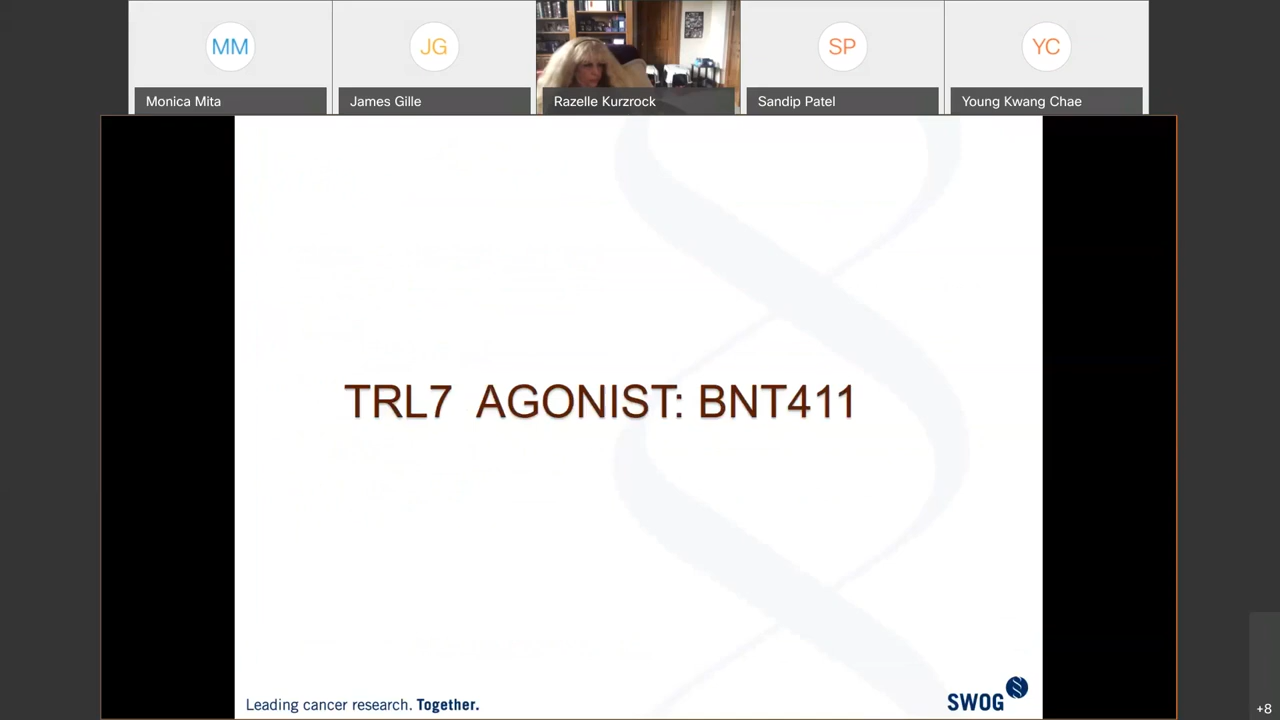 MM
JG
SP
YC
Monica Mita
James Gille
Razelle Kurzrock
Sandip Patel
Young Kwang Chae
TRL7 AGONIST: BNT411
Leading cancer research. Together.
SWOG
+8